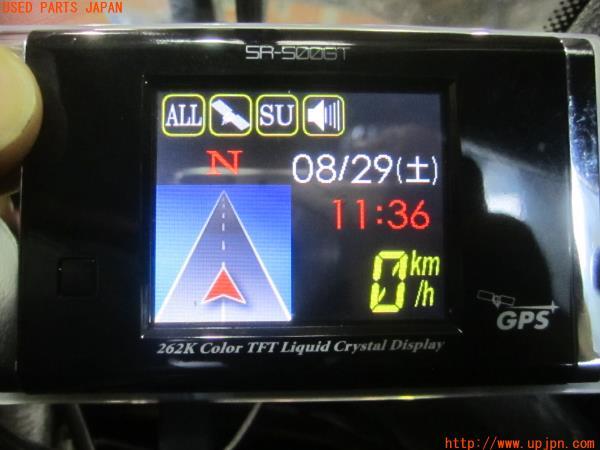 USED PARTS JAPAN
SR-500GT
ALL SU
N 08/29(土)
11:36
0 km
/h
GPS
262K Color TFT Liquid Crystal Display
http://www.upjpn.com/